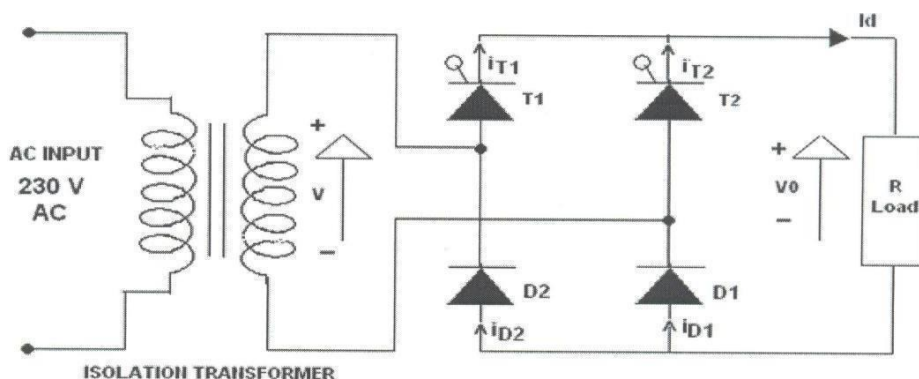 Id
iT1
iT2
T1
T2
AC INPUT
230 V
AC
+
V
−
+
V0
−
R
Load
D2
D1
iD2
iD1
ISOLATION TRANSFORMER